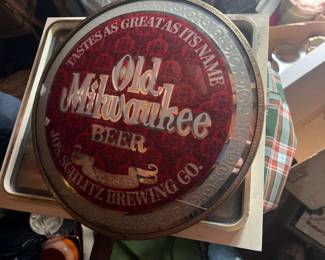 TASTES AS GREAT AS ITS NAME
Old
Milwaukee
BEER
JOS. SCHLITZ BREWING CO.